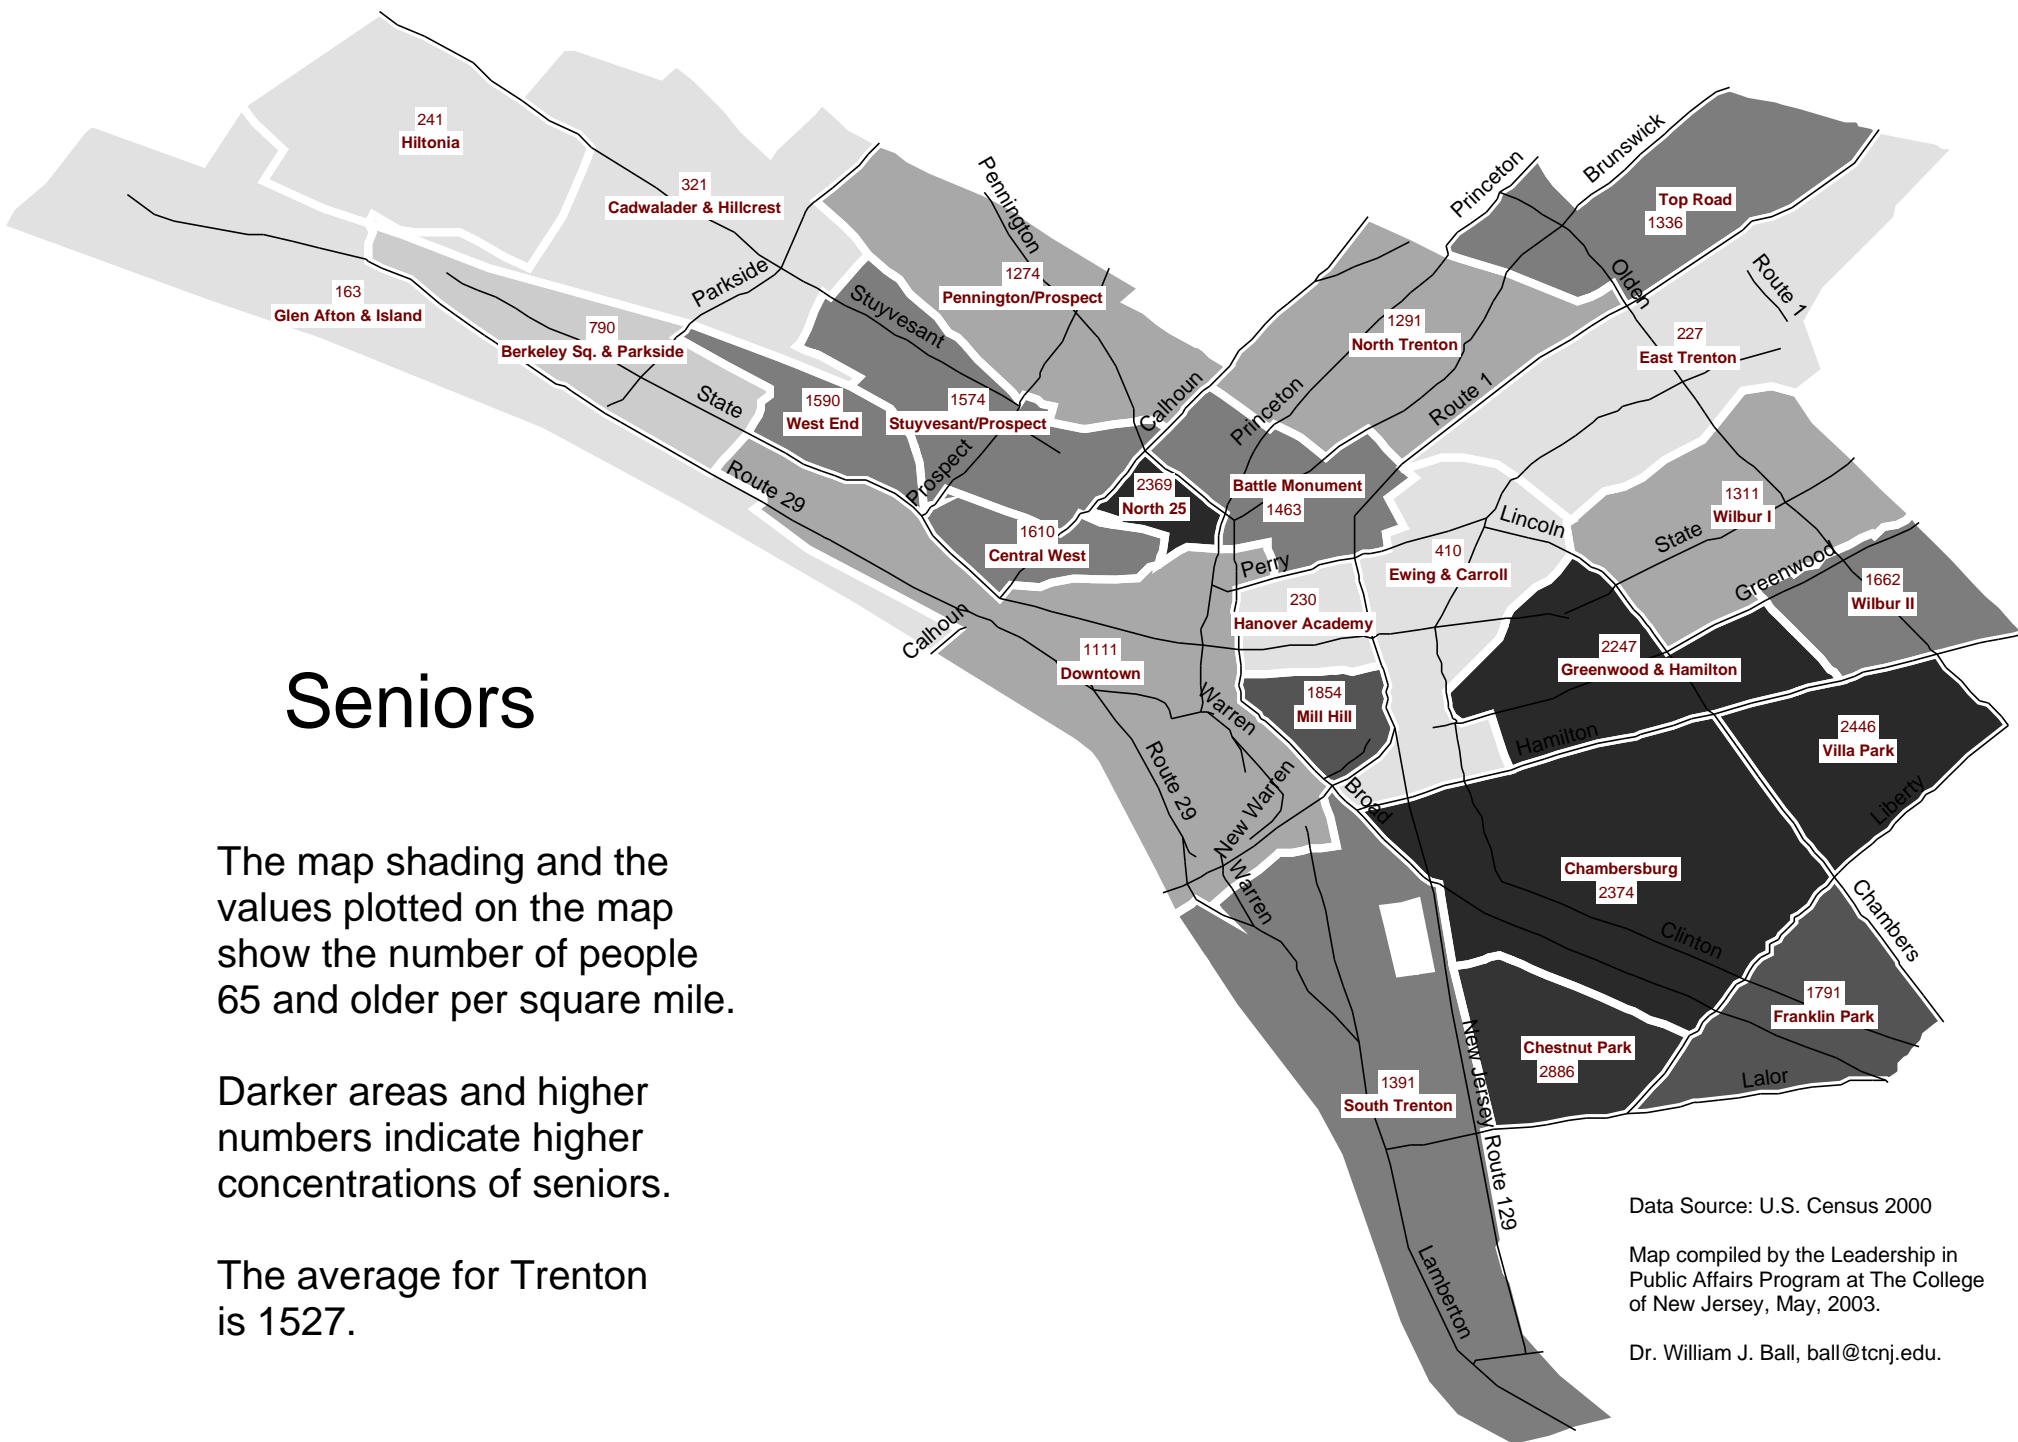 241
Hiltonia
321
Cadwalader & Hillcrest
Pennington
Princeton
Brunswick
Top Road
1336
163
Glen Afton & Island
Parkside
790
Berkeley Sq. & Parkside
Stuyvesant
1274
Pennington/Prospect
1291
North Trenton
Olden
Route 1
227
East Trenton
State
1590
West End
1574
Stuyvesant/Prospect
Calhoun
Princeton
Route 1
Route 29
Prospect
2369
North 25
Battle Monument
1463
Lincoln
1311
Wilbur I
State
Greenwood
1610
Central West
Perry
410
Ewing & Carroll
1662
Wilbur II
230
Hanover Academy
Calhoun
1111
Downtown
2247
Greenwood & Hamilton
Seniors
Warren
1854
Mill Hill
Hamilton
2446
Villa Park
Route 29
New Warren
Broad
Liberty
The map shading and the
values plotted on the map
show the number of people
65 and older per square mile.
Warren
Chambersburg
2374
Clinton
Chambers
1791
Franklin Park
Darker areas and higher
numbers indicate higher
concentrations of seniors.
Chestnut Park
2886
Lalor
1391
South Trenton
New Jersey Route 129
Lamberton
The average for Trenton
is 1527.
Data Source: U.S. Census 2000
Map compiled by the Leadership in
Public Affairs Program at The College
of New Jersey, May, 2003.
Dr. William J. Ball, ball@tcnj.edu.